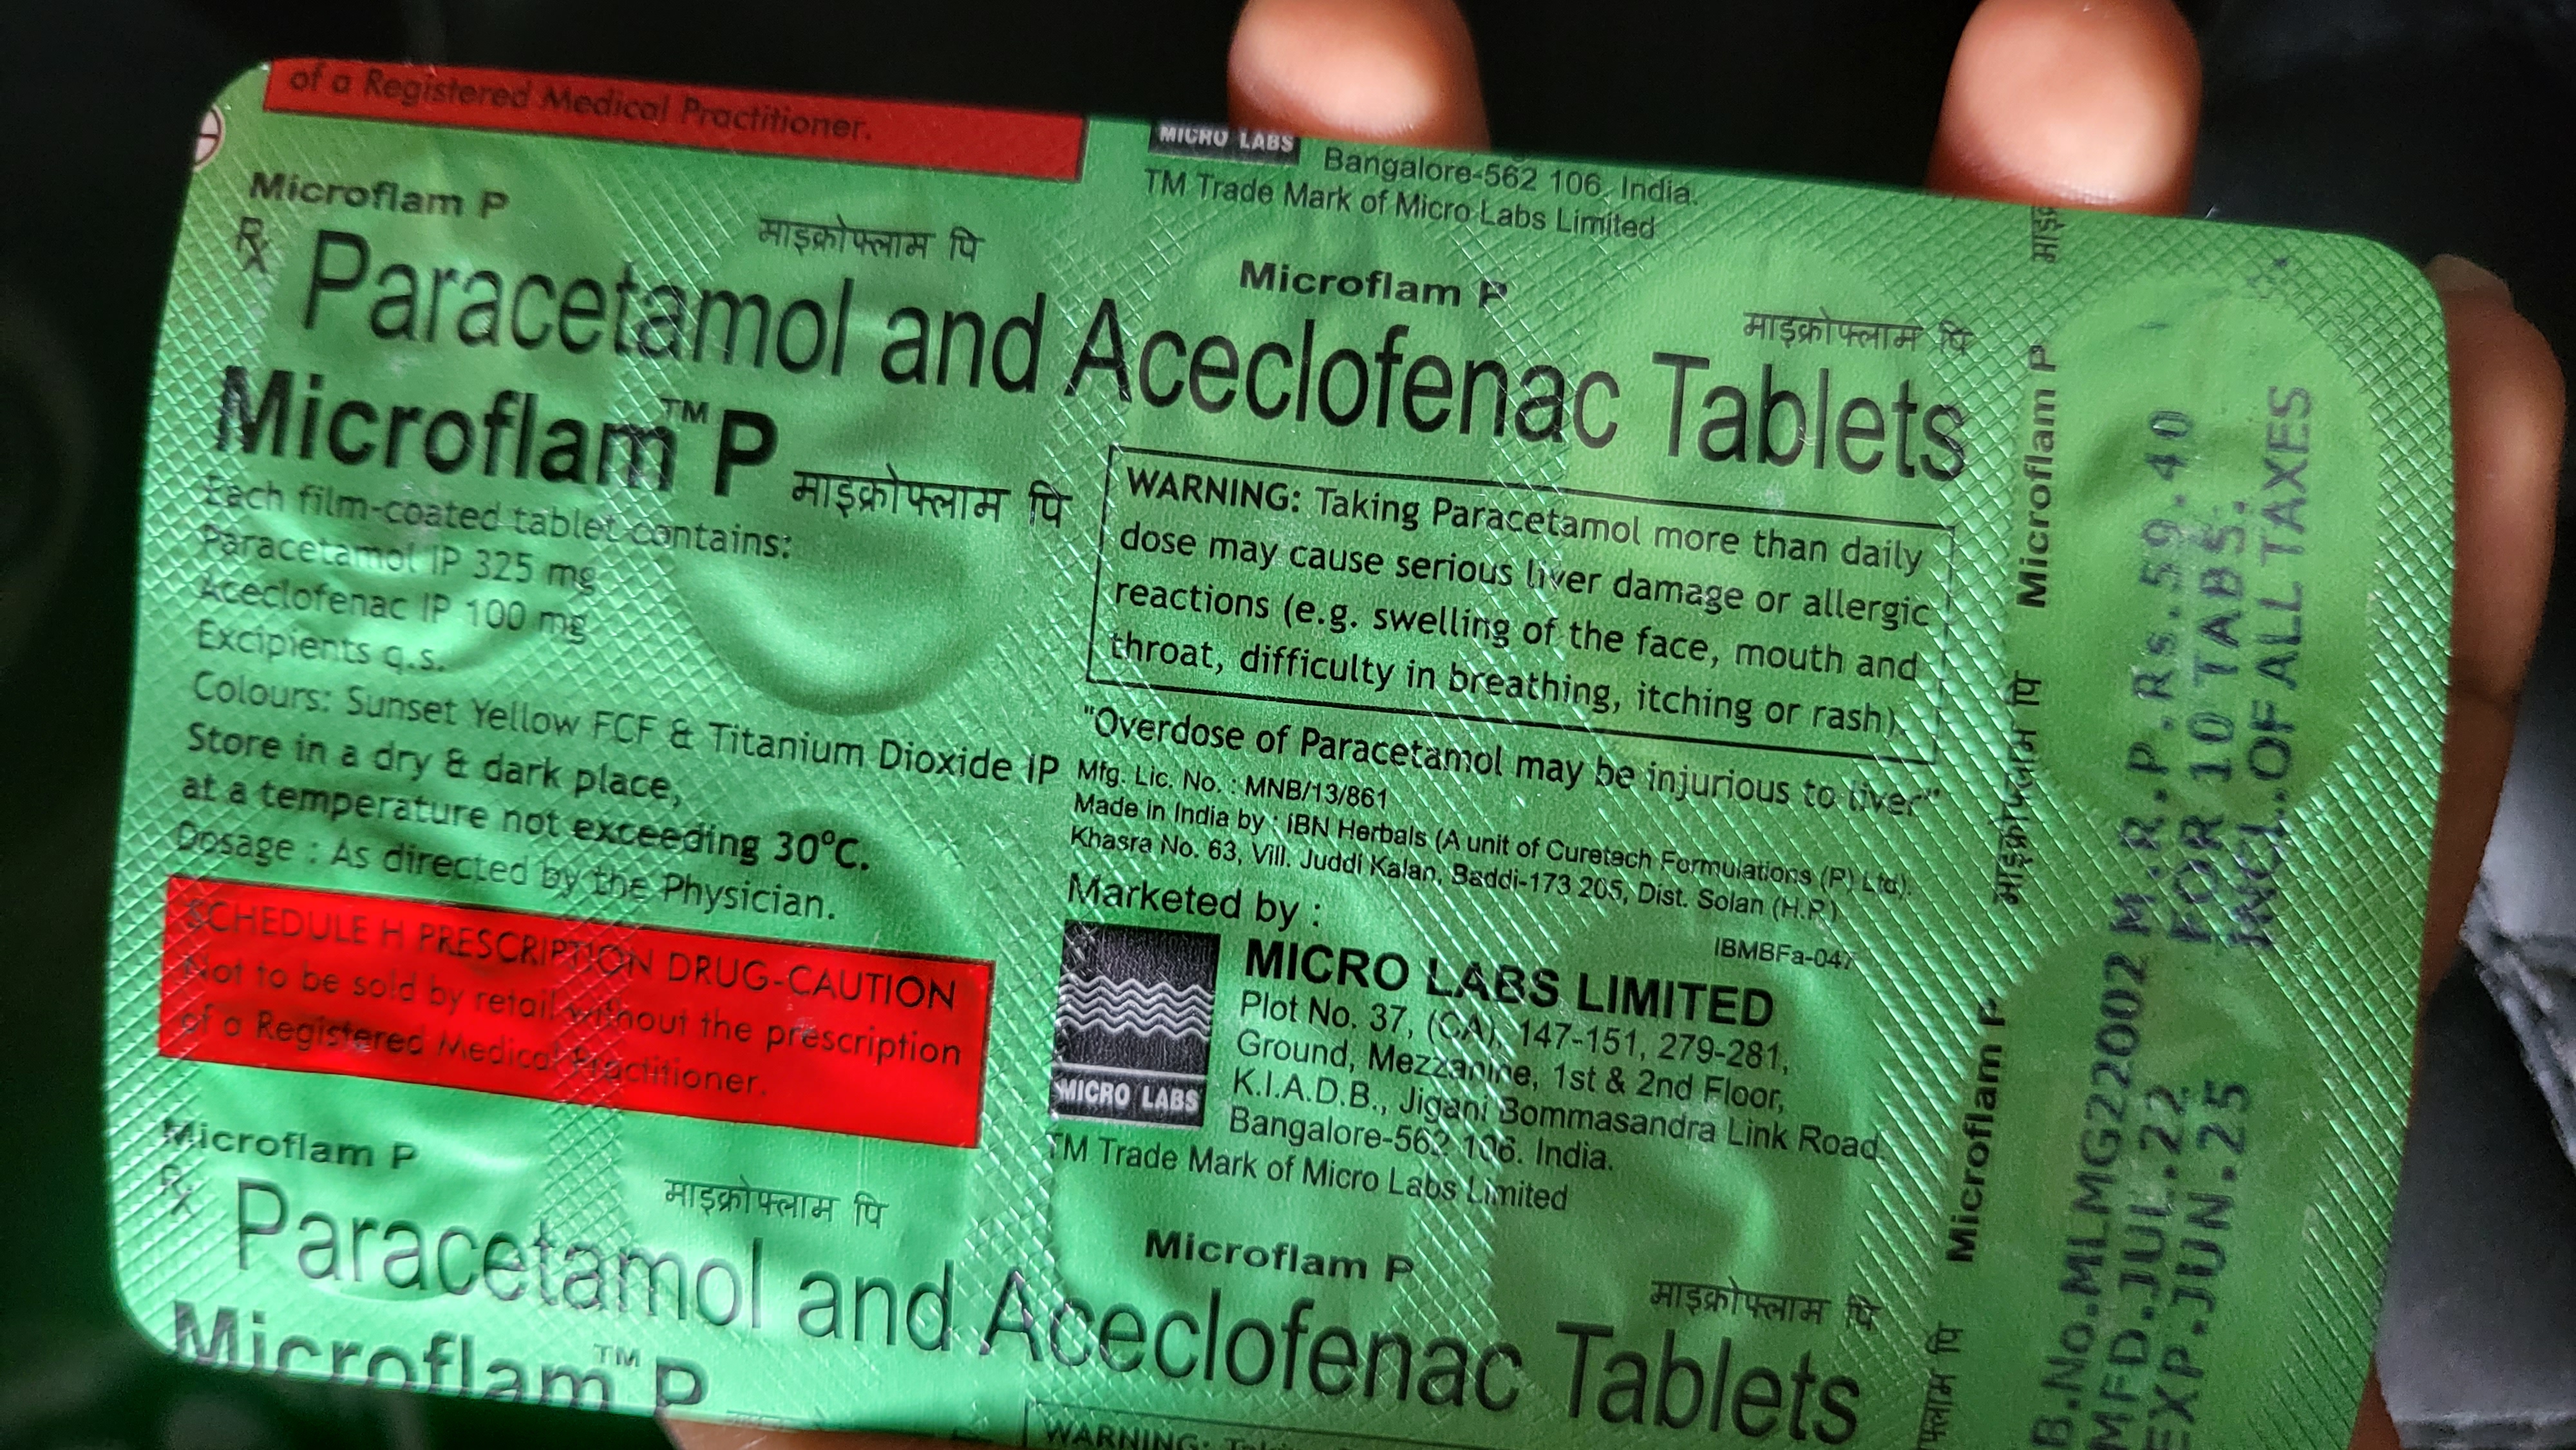 of a Registered Medical Practitioner.
MICRO LABS
Bangalore-562 106. India.
TM Trade Mark of Micro Labs Limited
Microflam P माइक्रोफ्लाम पि Microflam P माइक्रोफ्लाम पि
Rx Paracetamol and Aceclofenac Tablets
Microflam™ P माइक्रोफ्लाम पि
Each film-coated tablet contains:
Paracetamol IP 325 mg
Aceclofenac IP 100 mg
Excipients q.s.
Colours: Sunset Yellow FCF & Titanium Dioxide IP
Store in a dry & dark place,
at a temperature not exceeding 30°C.
Dosage : As directed by the Physician.
SCHEDULE H PRESCRIPTION DRUG-CAUTION
Not to be sold by retail without the prescription
of a Registered Medical Practitioner.
WARNING: Taking Paracetamol more than daily
dose may cause serious liver damage or allergic
reactions (e.g. swelling of the face, mouth and
throat, difficulty in breathing, itching or rash).
"Overdose of Paracetamol may be injurious to liver"
Mfg. Lic. No. : MNB/13/861
Made in India by : IBN Herbals (A unit of Curetech Formulations (P) Ltd.)
Khasra No. 63, Vill. Juddi Kalan, Baddi-173 205, Dist. Solan (H.P.)
Marketed by :
IBMBFa-047
MICRO LABS LIMITED
Plot No. 37, (C.A), 147-151, 279-281,
Ground, Mezzanine, 1st & 2nd Floor,
K.I.A.D.B., Jigani Bommasandra Link Road,
Bangalore-562 106. India.
MICRO LABS
TM Trade Mark of Micro Labs Limited
Microflam P माइक्रोफ्लाम पि Microflam P माइक्रोफ्लाम पि
Rx Paracetamol and Aceclofenac Tablets
Microflam™ P
WARNING:
फ्लाम पि Microflam P माइक्रोफ्लाम पि Microflam P माइक्
B.No.MLMG22002
MFD.JUL.22
EXP.JUN.25
M.R.P.Rs.59.40
FOR 10 TABS.
INCL.OF ALL TAXES